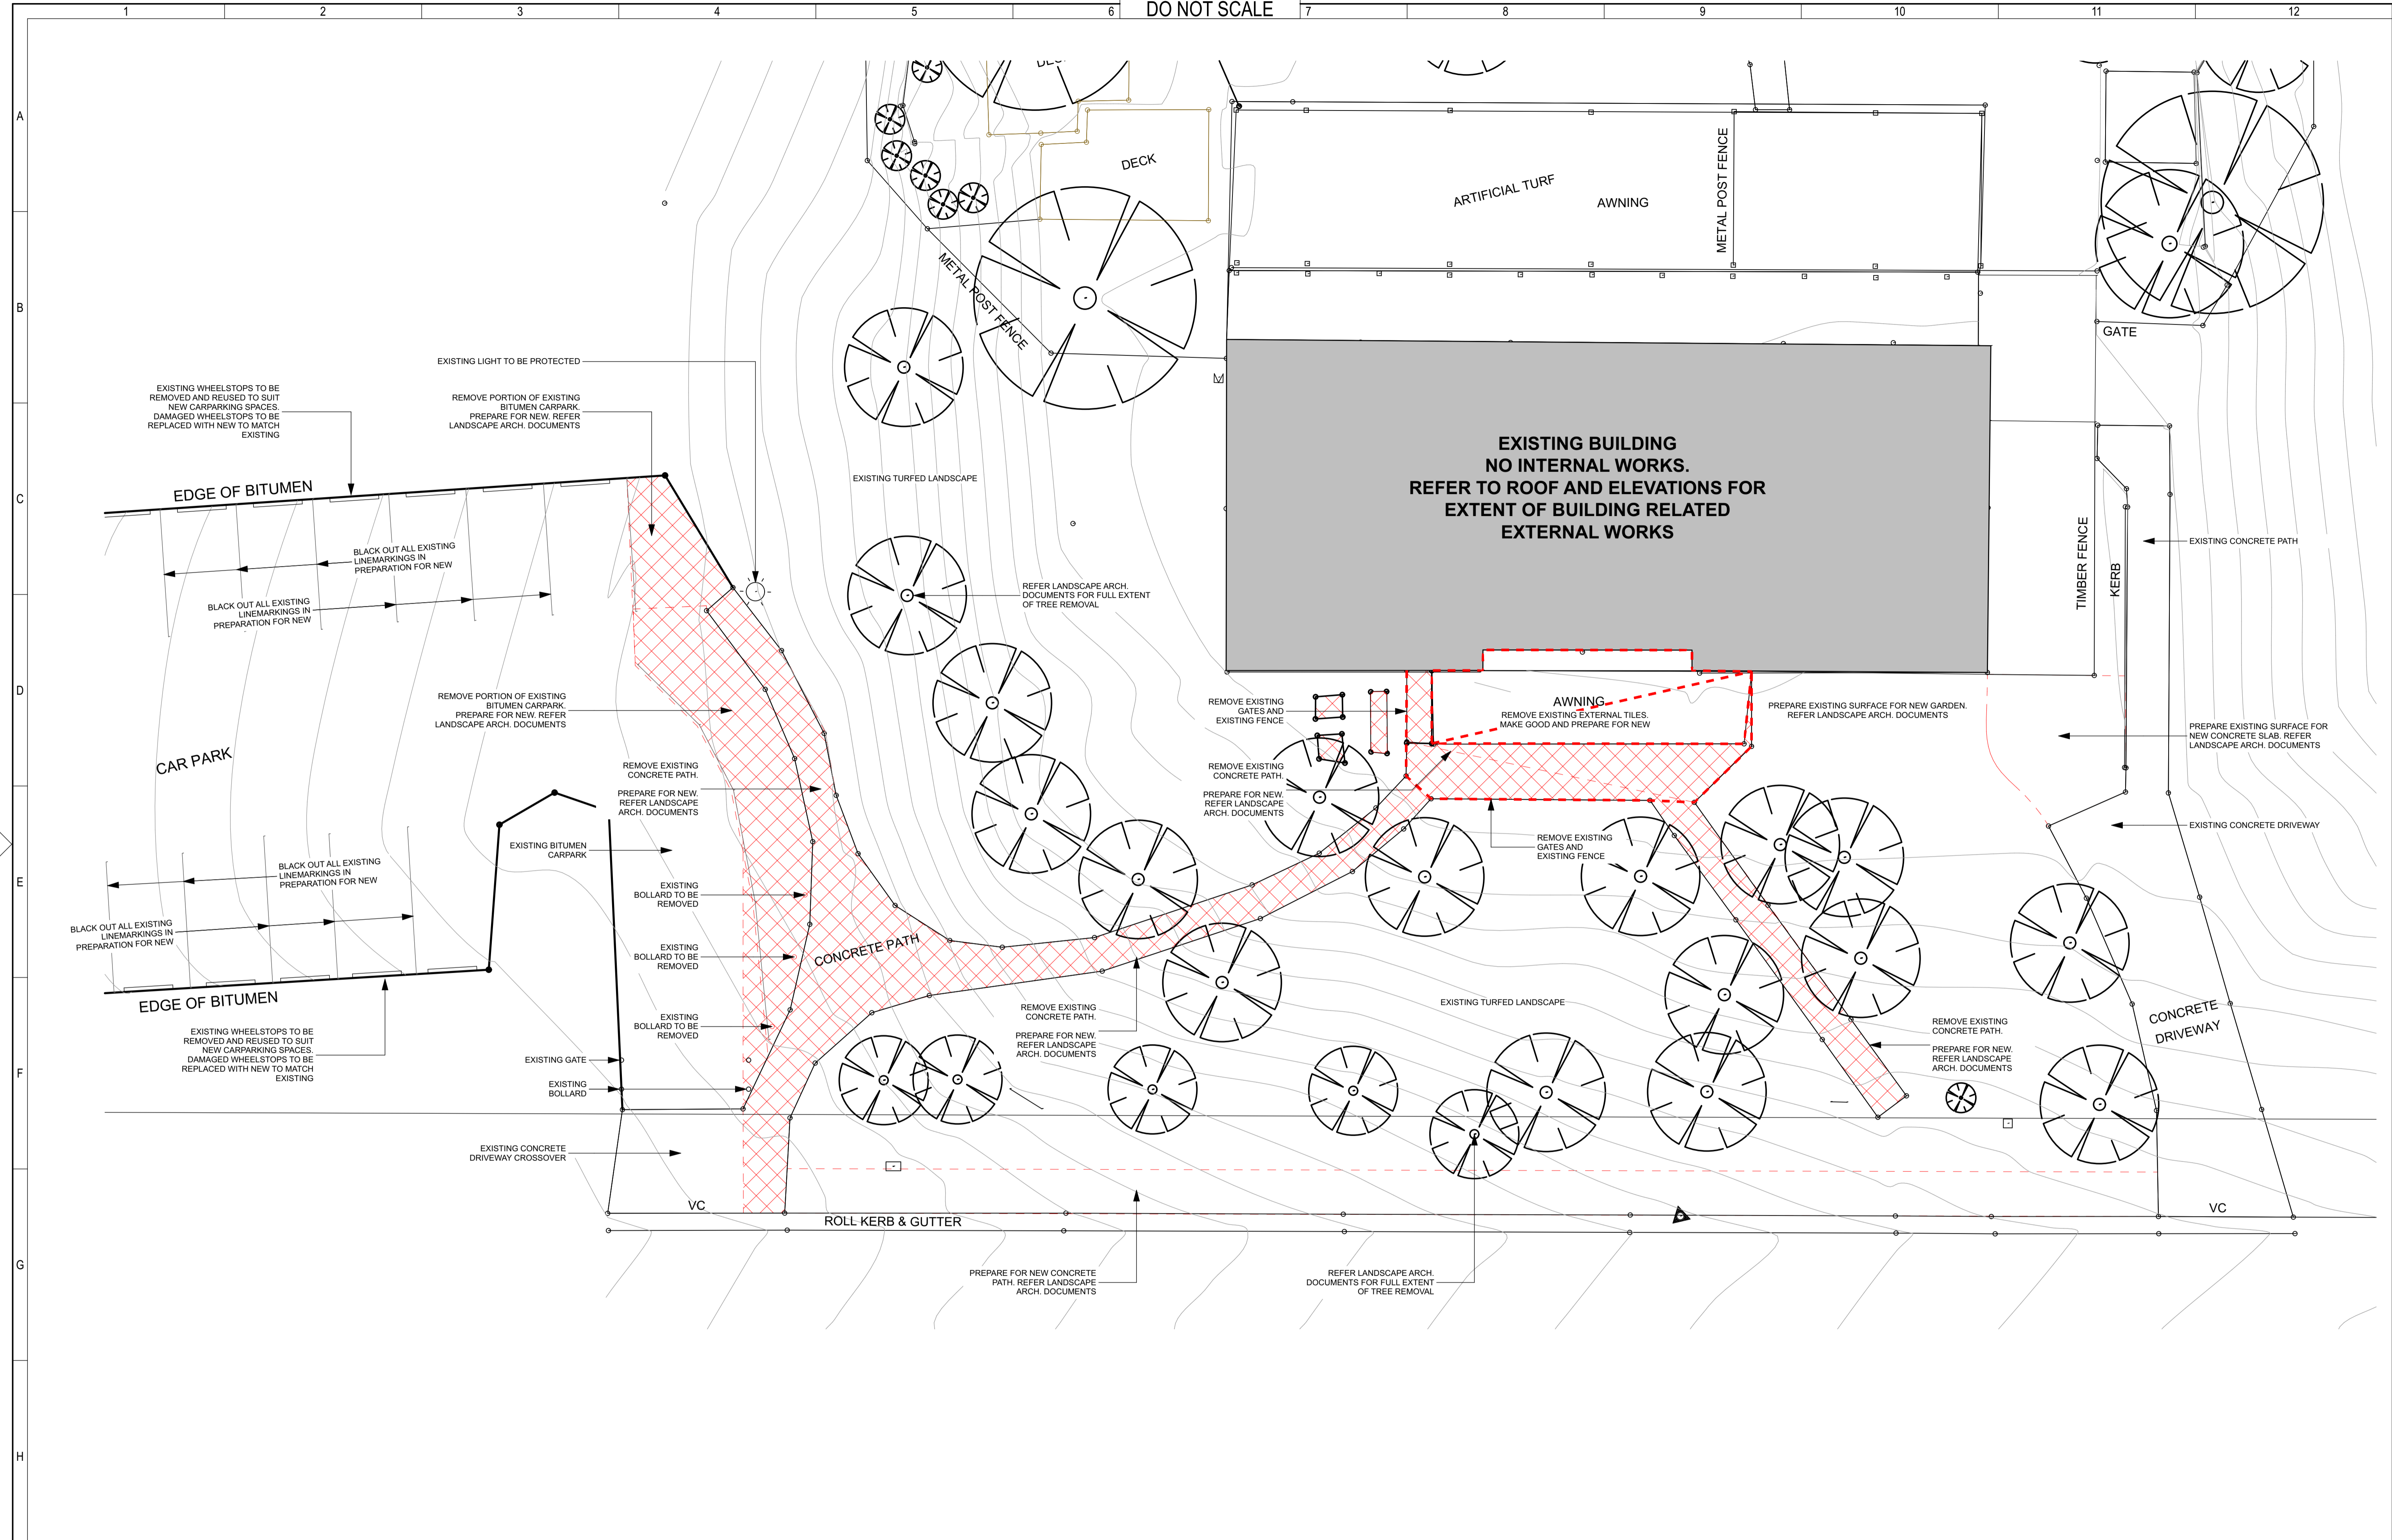 1 2 3 4 5 6 DO NOT SCALE 7 8 9 10 11 12
A
B
C
D
E
F
G
H
DECK
ARTIFICIAL TURF
AWNING
METAL POST FENCE
METAL POST FENCE
GATE
EXISTING LIGHT TO BE PROTECTED
EXISTING WHEELSTOPS TO BE
REMOVED AND REUSED TO SUIT
NEW CARPARKING SPACES.
DAMAGED WHEELSTOPS TO BE
REPLACED WITH NEW TO MATCH
EXISTING
REMOVE PORTION OF EXISTING
BITUMEN CARPARK.
PREPARE FOR NEW. REFER
LANDSCAPE ARCH. DOCUMENTS
EXISTING BUILDING
NO INTERNAL WORKS.
REFER TO ROOF AND ELEVATIONS FOR
EXTENT OF BUILDING RELATED
EXTERNAL WORKS
EDGE OF BITUMEN
EXISTING TURFED LANDSCAPE
BLACK OUT ALL EXISTING
LINEMARKINGS IN
PREPARATION FOR NEW
BLACK OUT ALL EXISTING
LINEMARKINGS IN
PREPARATION FOR NEW
REFER LANDSCAPE ARCH.
DOCUMENTS FOR FULL EXTENT
OF TREE REMOVAL
TIMBER FENCE
KERB
EXISTING CONCRETE PATH
REMOVE PORTION OF EXISTING
BITUMEN CARPARK.
PREPARE FOR NEW. REFER
LANDSCAPE ARCH. DOCUMENTS
REMOVE EXISTING
GATES AND
EXISTING FENCE
AWNING
REMOVE EXISTING EXTERNAL TILES.
MAKE GOOD AND PREPARE FOR NEW
PREPARE EXISTING SURFACE FOR NEW GARDEN.
REFER LANDSCAPE ARCH. DOCUMENTS
PREPARE EXISTING SURFACE FOR
NEW CONCRETE SLAB. REFER
LANDSCAPE ARCH. DOCUMENTS
CAR PARK
REMOVE EXISTING
CONCRETE PATH.
PREPARE FOR NEW.
REFER LANDSCAPE
ARCH. DOCUMENTS
REMOVE EXISTING
CONCRETE PATH.
PREPARE FOR NEW.
REFER LANDSCAPE
ARCH. DOCUMENTS
EXISTING CONCRETE DRIVEWAY
REMOVE EXISTING
GATES AND
EXISTING FENCE
EXISTING BITUMEN
CARPARK
BLACK OUT ALL EXISTING
LINEMARKINGS IN
PREPARATION FOR NEW
EXISTING
BOLLARD TO BE
REMOVED
BLACK OUT ALL EXISTING
LINEMARKINGS IN
PREPARATION FOR NEW
EXISTING
BOLLARD TO BE
REMOVED
CONCRETE PATH
EDGE OF BITUMEN
EXISTING TURFED LANDSCAPE
REMOVE EXISTING
CONCRETE PATH.
PREPARE FOR NEW.
REFER LANDSCAPE
ARCH. DOCUMENTS
EXISTING
BOLLARD TO BE
REMOVED
CONCRETE
DRIVEWAY
REMOVE EXISTING
CONCRETE PATH.
PREPARE FOR NEW.
REFER LANDSCAPE
ARCH. DOCUMENTS
EXISTING WHEELSTOPS TO BE
REMOVED AND REUSED TO SUIT
NEW CARPARKING SPACES.
DAMAGED WHEELSTOPS TO BE
REPLACED WITH NEW TO MATCH
EXISTING
EXISTING GATE
EXISTING
BOLLARD
EXISTING CONCRETE
DRIVEWAY CROSSOVER
VC
VC
ROLL KERB & GUTTER
PREPARE FOR NEW CONCRETE
PATH. REFER LANDSCAPE
ARCH. DOCUMENTS
REFER LANDSCAPE ARCH.
DOCUMENTS FOR FULL EXTENT
OF TREE REMOVAL